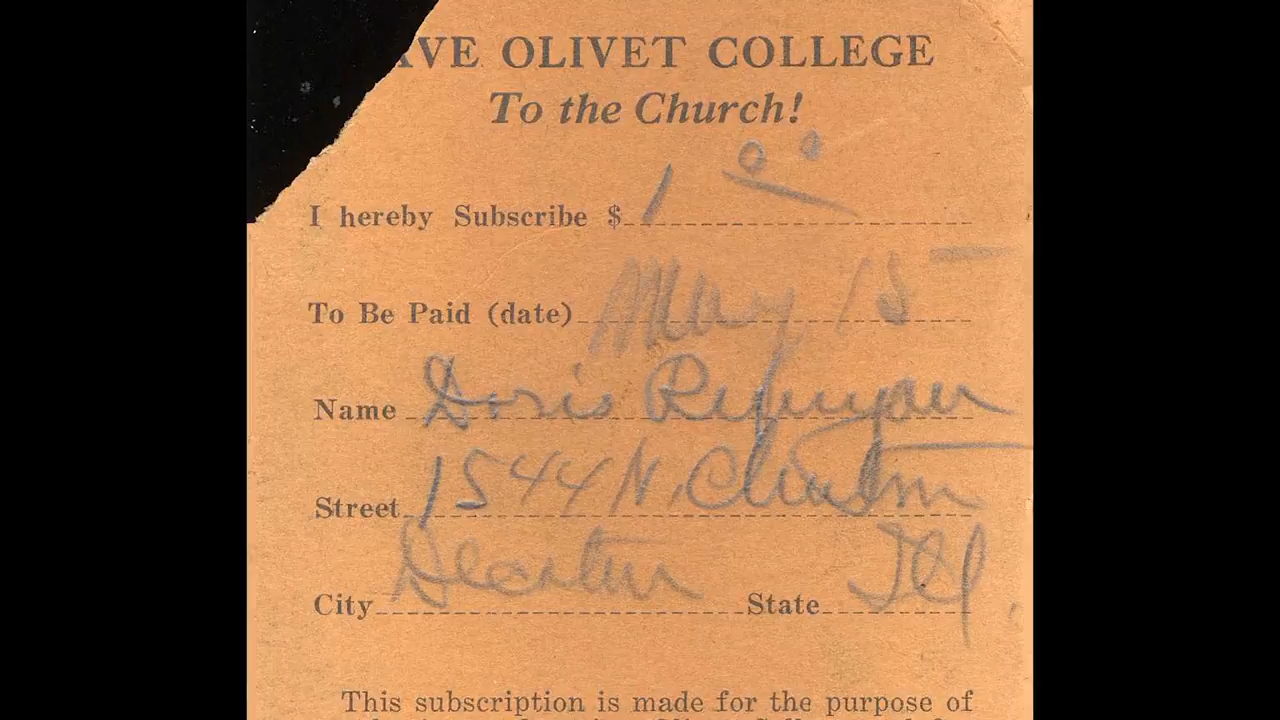 AVE OLIVET COLLEGE
To the Church!
I hereby Subscribe $ 1 00
To Be Paid (date) May 15
Name Doris
Street 1544 N. Clinton
City Decatur State Ill.
This subscription is made for the purpose of